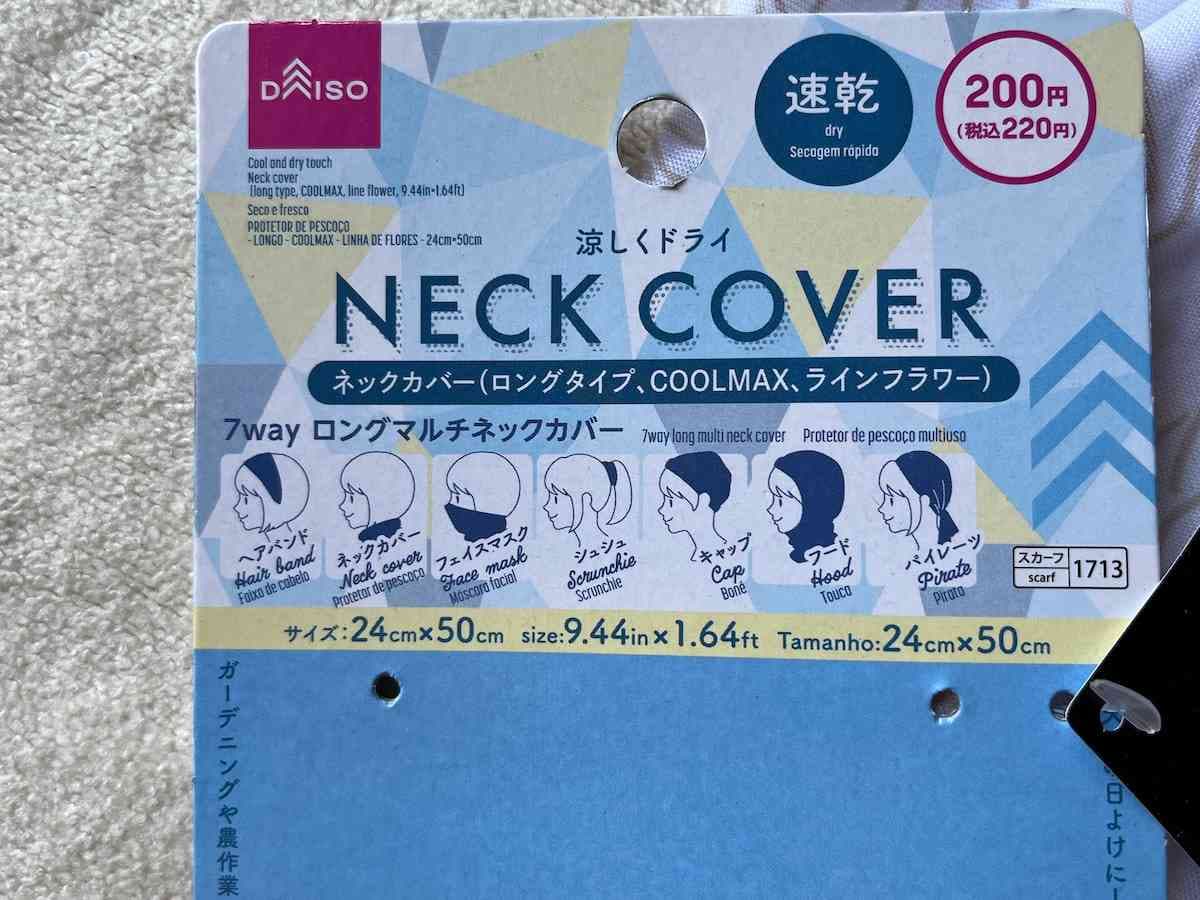 DAISO
Cool and dry touch
Neck cover
(long type, COOLMAX, line flower, 9.44in×1.64ft)
Seco e fresco
PROTETOR DE PESCOÇO
- LONGO - COOLMAX - LINHA DE FLORES - 24cm×50cm
速乾
dry
Secagem rápida
200円
(税込220円)
涼しくドライ
NECK COVER
ネックカバー(ロングタイプ、COOLMAX、ラインフラワー)
7way ロングマルチネックカバー 7way long multi neck cover Protetor de pescoço multiuso
ヘアバンド
Hair band
Faixa de cabelo
ネックカバー
Neck cover
Protetor de pescoço
フェイスマスク
Face mask
Máscara facial
シュシュ
Scrunchie
Scrunchie
キャップ
Cap
Boné
フード
Hood
Touca
パイレーツ
Pirate
Pirata
スカーフ
scarf
1713
サイズ:24cm×50cm size:9.44in×1.64ft Tamanho:24cm×50cm
ガーデニングや農作業
日よけにし